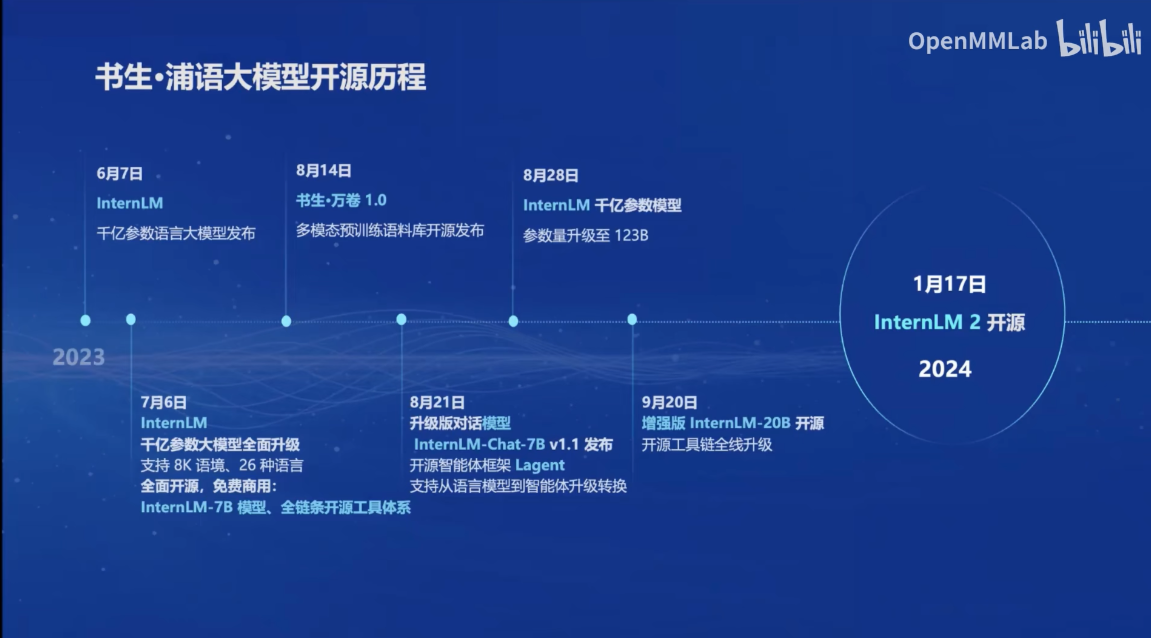 OpenMMLab bilibili
书生·浦语大模型开源历程
6月7日
InternLM
千亿参数语言大模型发布
8月14日
书生·万卷 1.0
多模态预训练语料库开源发布
8月28日
InternLM 千亿参数模型
参数量升级至 123B
1月17日
InternLM 2 开源
2024
2023
7月6日
InternLM
千亿参数大模型全面升级
支持 8K 语境、26 种语言
全面开源，免费商用：
InternLM-7B 模型、全链条开源工具体系
8月21日
升级版对话模型
InternLM-Chat-7B v1.1 发布
开源智能体框架 Lagent
支持从语言模型到智能体升级转换
9月20日
增强版 InternLM-20B 开源
开源工具链全线升级